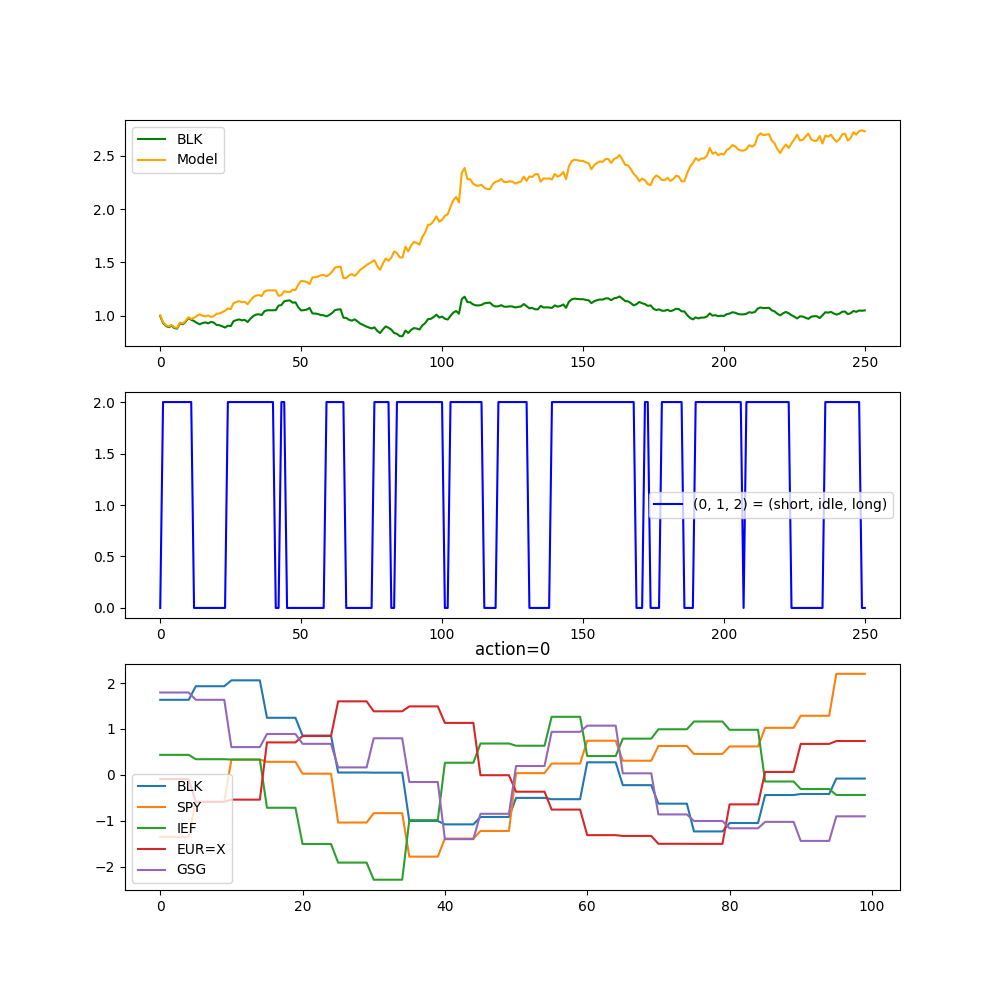 BLK
Model
2.5
2.0
1.5
1.0
0 50 100 150 200 250
2.0
1.5
1.0
0.5
0.0
(0, 1, 2) = (short, idle, long)
0 50 100 150 200 250
action=0
2
1
0
−1
−2
BLK
SPY
IEF
EUR=X
GSG
0 20 40 60 80 100